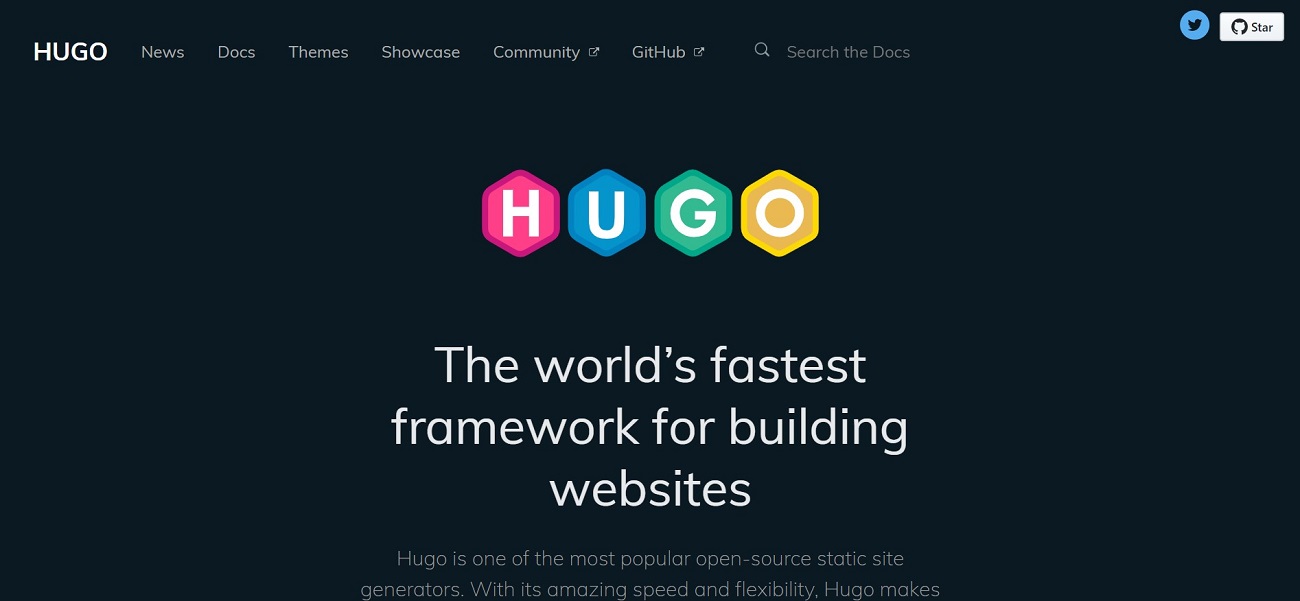 Star
HUGO News Docs Themes Showcase Community GitHub Search the Docs
HUGO
The world’s fastest
framework for building
websites
Hugo is one of the most popular open-source static site
generators. With its amazing speed and flexibility, Hugo makes